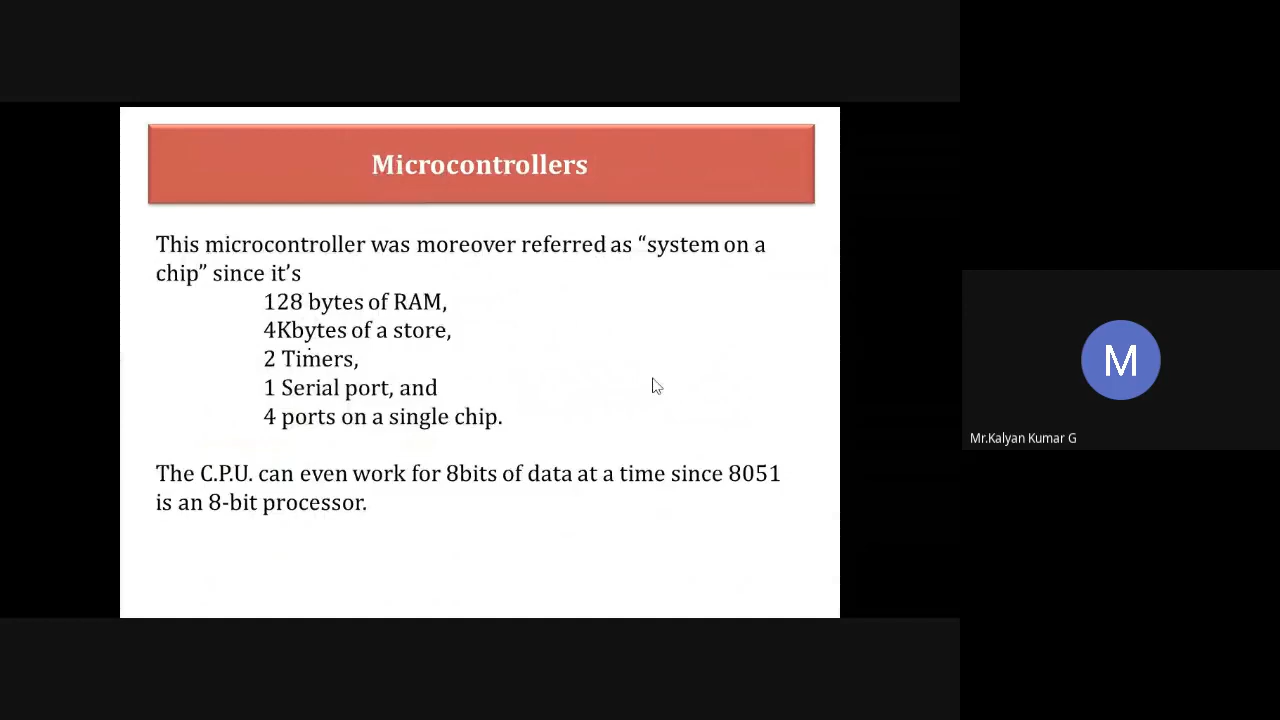 Microcontrollers
This microcontroller was moreover referred as “system on a
chip” since it’s
128 bytes of RAM,
4Kbytes of a store,
2 Timers,
1 Serial port, and
4 ports on a single chip.
The C.P.U. can even work for 8bits of data at a time since 8051
is an 8-bit processor.
M
Mr.Kalyan Kumar G